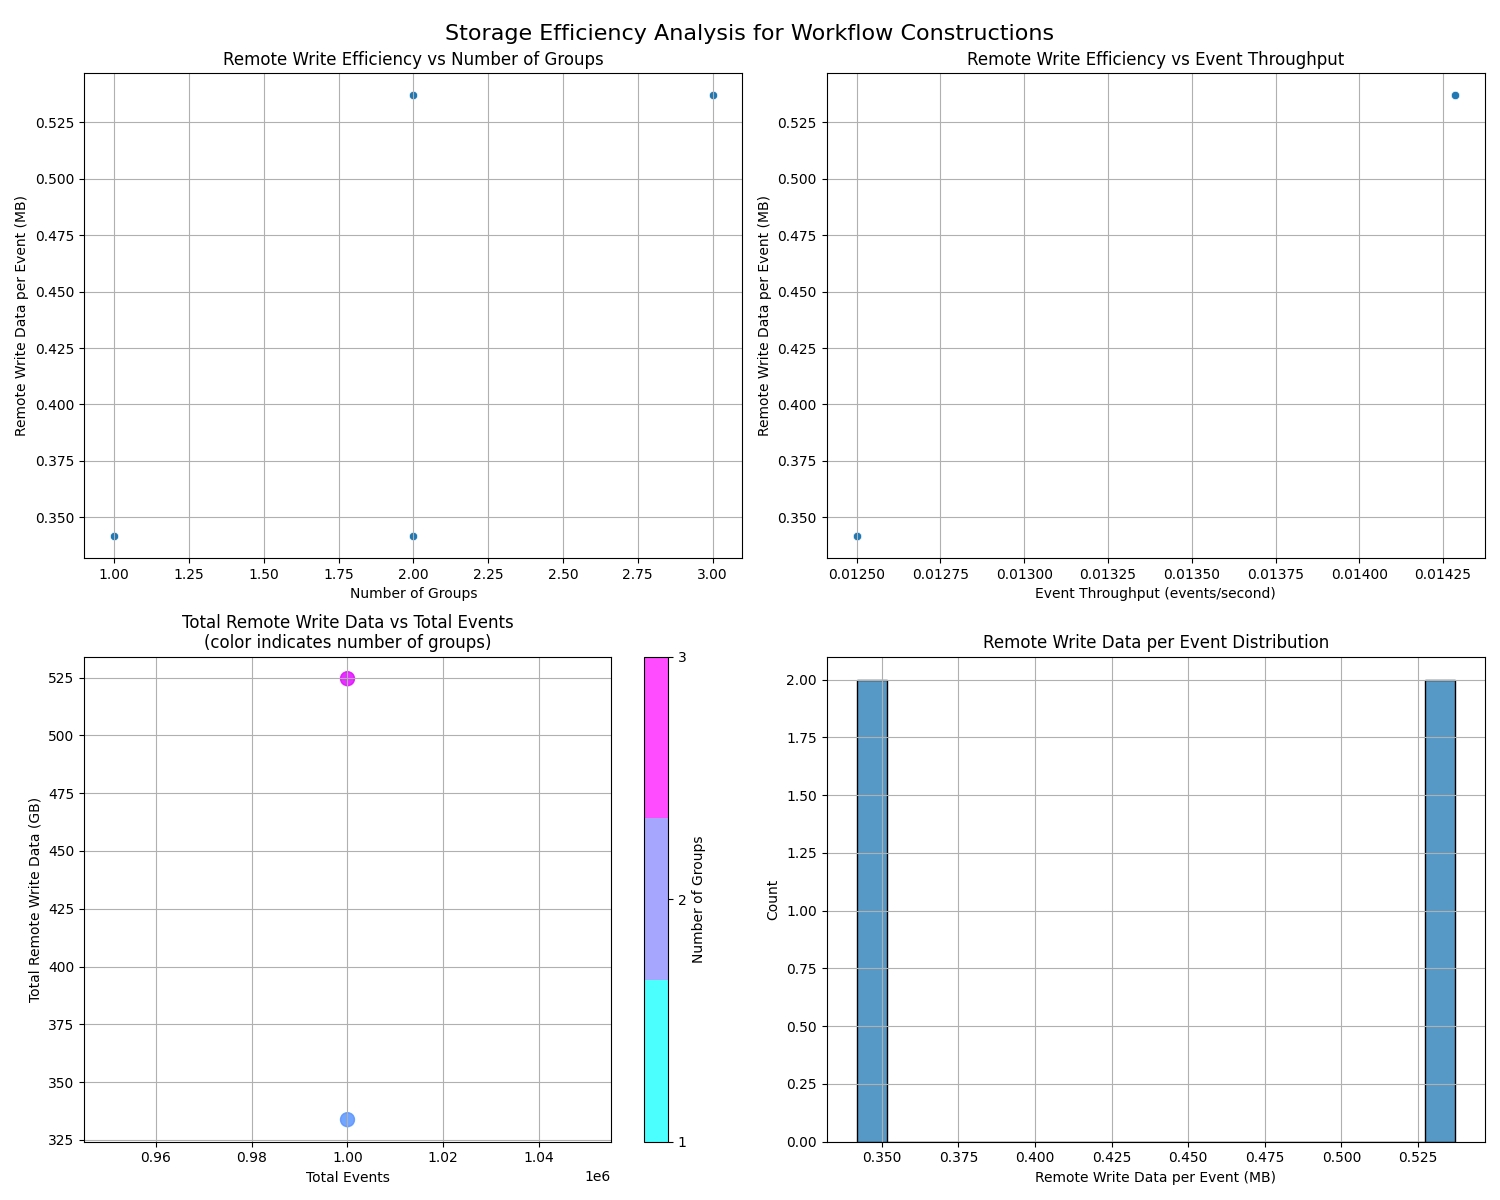 Storage Efficiency Analysis for Workflow Constructions
Remote Write Efficiency vs Number of Groups
Remote Write Data per Event (MB)
0.525
0.500
0.475
0.450
0.425
0.400
0.375
0.350
1.00 1.25 1.50 1.75 2.00 2.25 2.50 2.75 3.00
Number of Groups
Remote Write Efficiency vs Event Throughput
Remote Write Data per Event (MB)
0.525
0.500
0.475
0.450
0.425
0.400
0.375
0.350
0.01250 0.01275 0.01300 0.01325 0.01350 0.01375 0.01400 0.01425
Event Throughput (events/second)
Total Remote Write Data vs Total Events
(color indicates number of groups)
Total Remote Write Data (GB)
525
500
475
450
425
400
375
350
325
0.96 0.98 1.00 1.02 1.04
Total Events
1e6
3
2
1
Number of Groups
Remote Write Data per Event Distribution
Count
2.00
1.75
1.50
1.25
1.00
0.75
0.50
0.25
0.00
0.350 0.375 0.400 0.425 0.450 0.475 0.500 0.525
Remote Write Data per Event (MB)